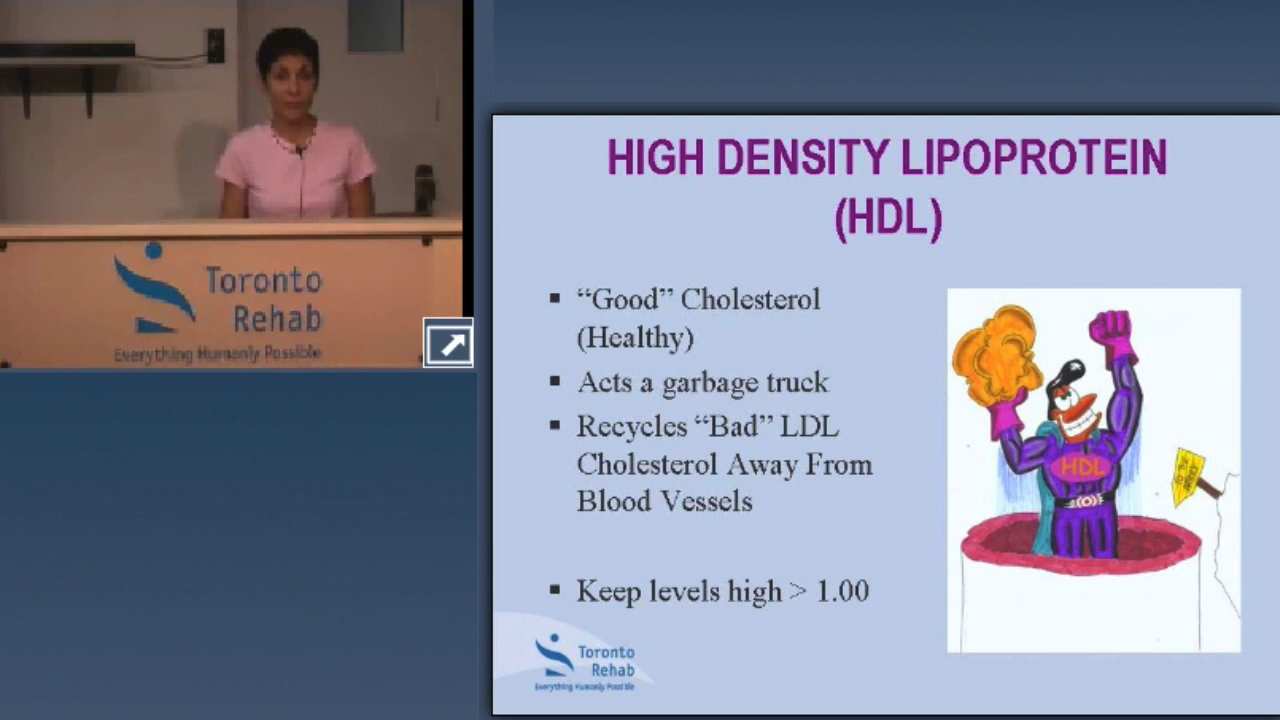 Toronto
Rehab
Everything Humanly Possible
HIGH DENSITY LIPOPROTEIN
(HDL)
▪ “Good” Cholesterol
(Healthy)
▪ Acts a garbage truck
▪ Recycles “Bad” LDL
Cholesterol Away From
Blood Vessels
▪ Keep levels high > 1.00
HDL
Toronto
Rehab
Everything Humanly Possible